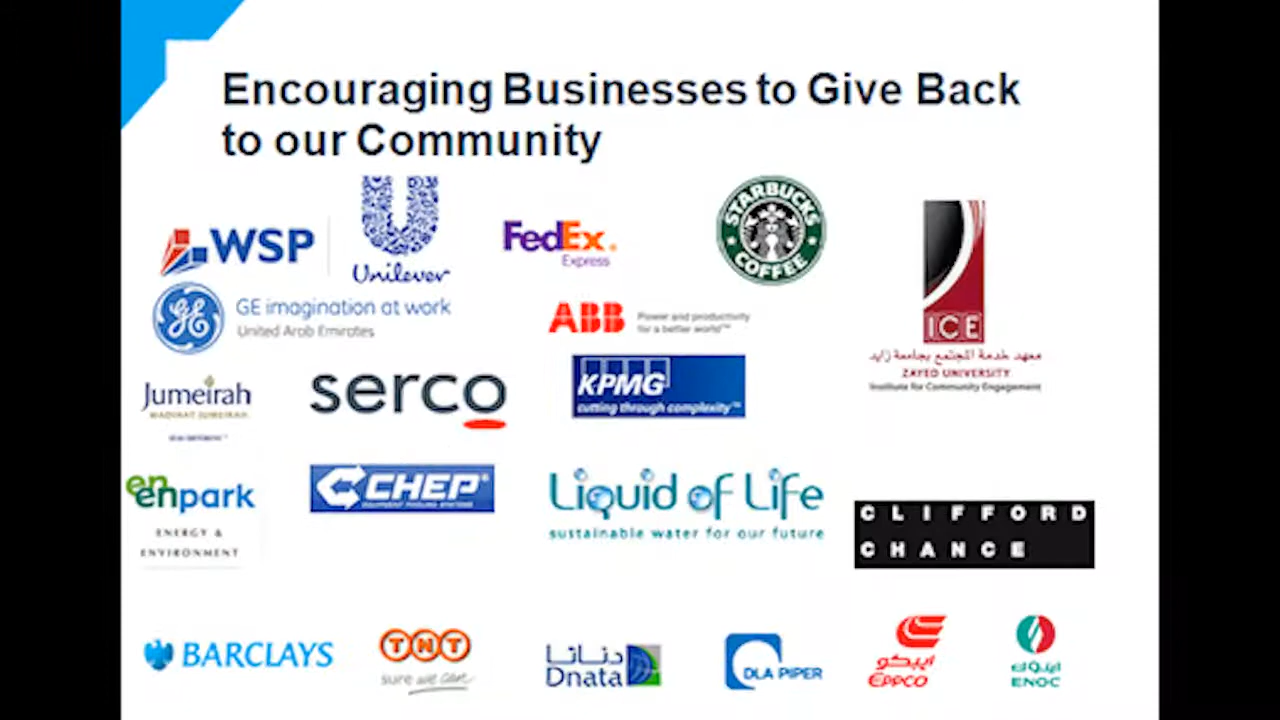 Encouraging Businesses to Give Back
to our Community
WSP
Unilever
FedEx
Express
STARBUCKS
COFFEE
GE imagination at work
United Arab Emirates
ABB
Power and productivity
for a better world™
ICE
معهد خدمة المجتمع بجامعة زايد
ZAYED UNIVERSITY
Institute for Community Engagement
Jumeirah
MADINAT JUMEIRAH
serco
KPMG
cutting through complexity™
enpark
ENERGY &
ENVIRONMENT
CHEP®
Liquid of Life
sustainable water for our future
CLIFFORD
CHANCE
BARCLAYS
TNT
sure we can
دناتا
Dnata
DLA PIPER
ايبكو
EPPCO
اينوك
ENOC